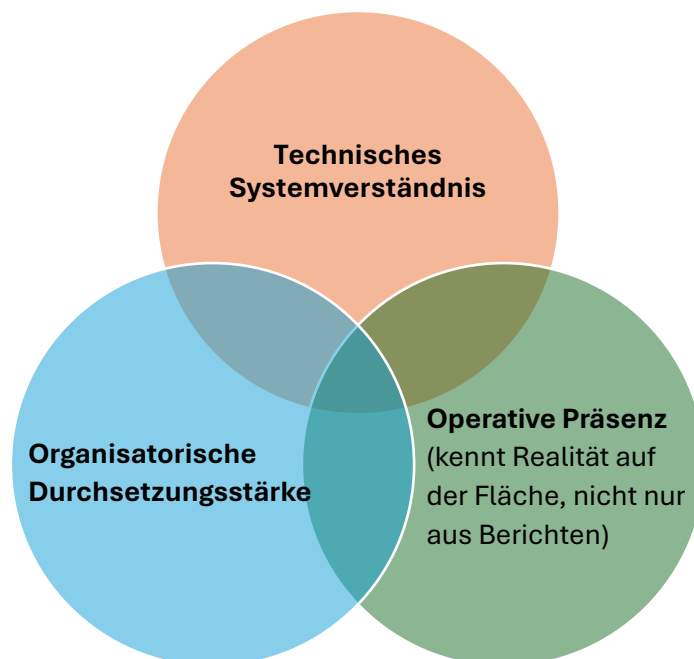 Technisches
Systemverständnis
Organisatorische
Durchsetzungsstärke
Operative Präsenz
(kennt Realität auf
der Fläche, nicht nur
aus Berichten)